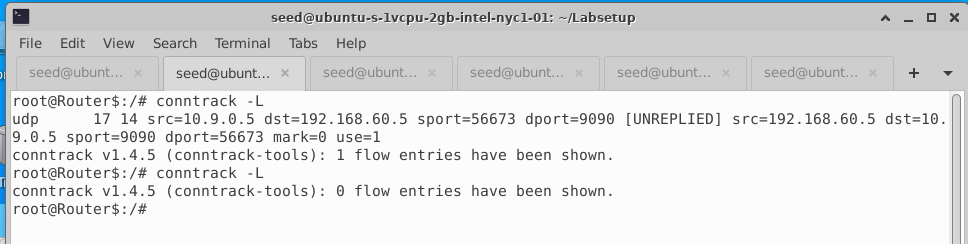 seed@ubuntu-s-1vcpu-2gb-intel-nyc1-01: ~/Labsetup
File Edit View Search Terminal Tabs Help
seed@ubunt... seed@ubunt... seed@ubunt... seed@ubunt... seed@ubunt... seed@ubunt...
root@Router$:/# conntrack -L
udp      17 14 src=10.9.0.5 dst=192.168.60.5 sport=56673 dport=9090 [UNREPLIED] src=192.168.60.5 dst=10.
9.0.5 sport=9090 dport=56673 mark=0 use=1
conntrack v1.4.5 (conntrack-tools): 1 flow entries have been shown.
root@Router$:/# conntrack -L
conntrack v1.4.5 (conntrack-tools): 0 flow entries have been shown.
root@Router$:/#